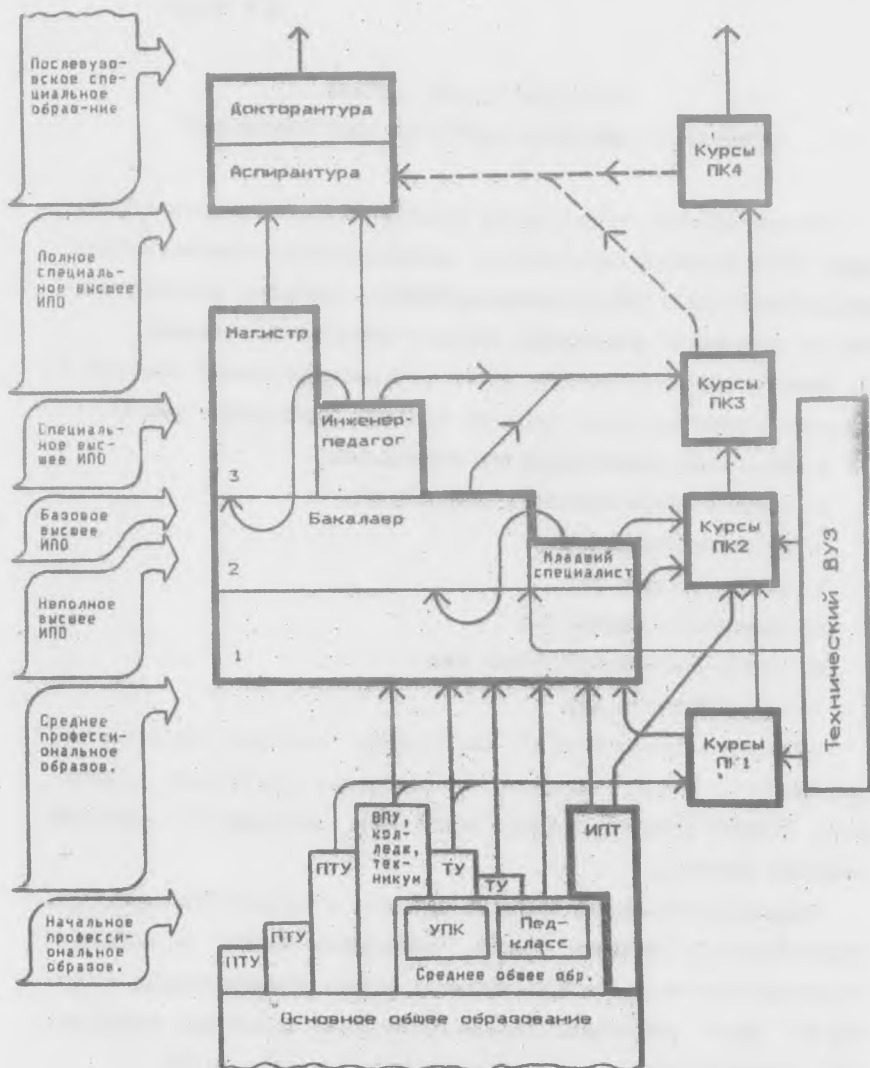 Послевузо-
вское спе-
циальное
образ-ние
Полное
специаль-
ное высшее
ИПО
Специаль-
ное выс-
шее ИПО
Базовое
высшее
ИПО
Неполное
высшее
ИПО
Среднее
профессио-
нальное
образов.
Начальное
професси-
ональное
образов.
Докторантура
Аспирантура
Магистр
Инженер-
педагог
3
Бакалавр
2
Младший
специалист
1
Курсы
ПК4
Курсы
ПК3
Курсы
ПК2
Курсы
ПК1
Технический ВУЗ
ПТУ
ПТУ
ПТУ
ВПУ,
кол-
ледж,
тех-
никум
ТУ
ТУ
ИПТ
УПК
Пед-
класс
Среднее общее обр.
Основное общее образование